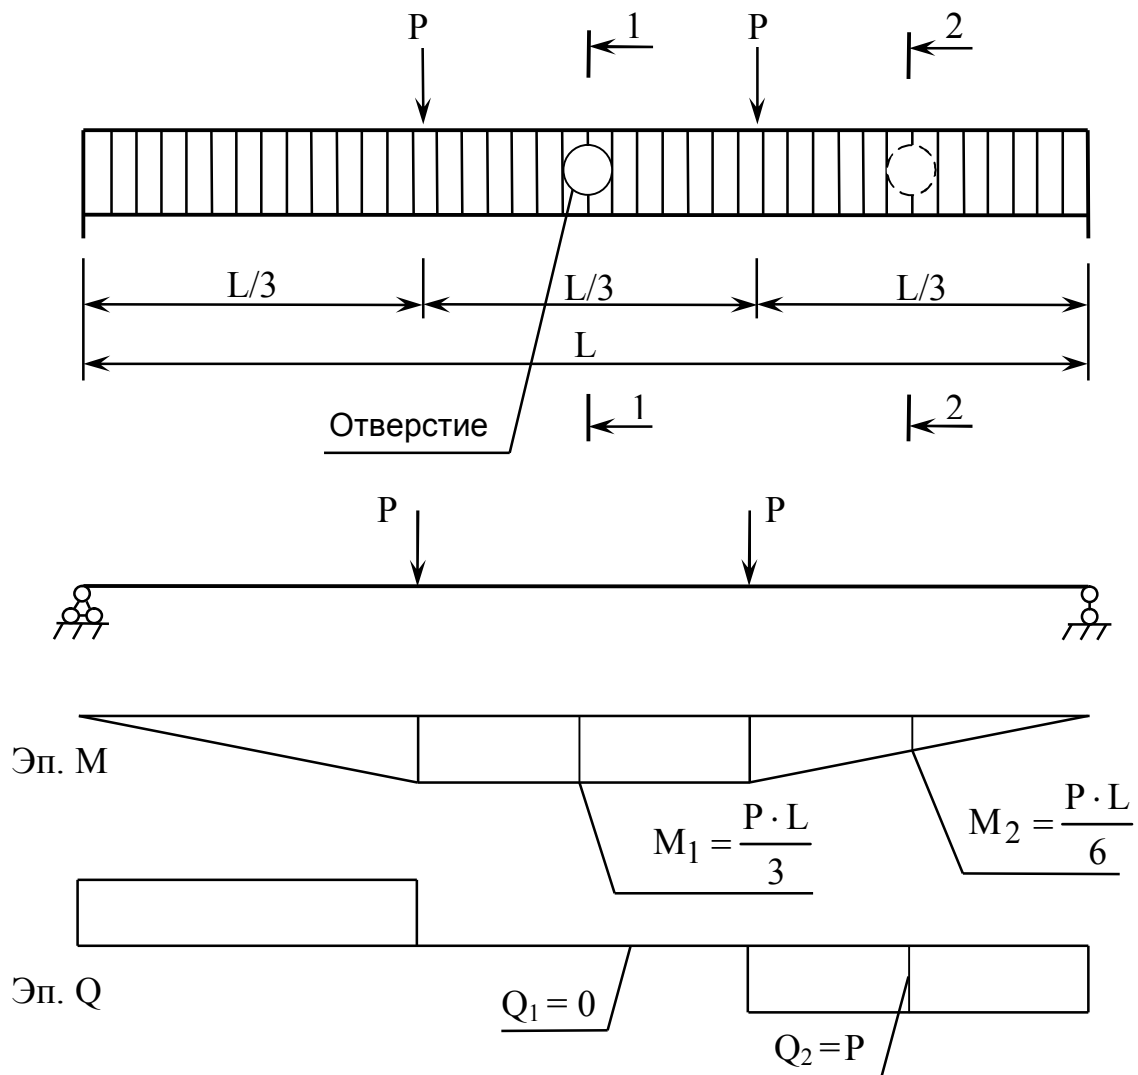 P
1
P
2
L/3
L/3
L/3
L
Отверстие
1
2
P
P
Эп. M
M₁ = P · L / 3
M₂ = P · L / 6
Эп. Q
Q₁ = 0
Q₂ = P